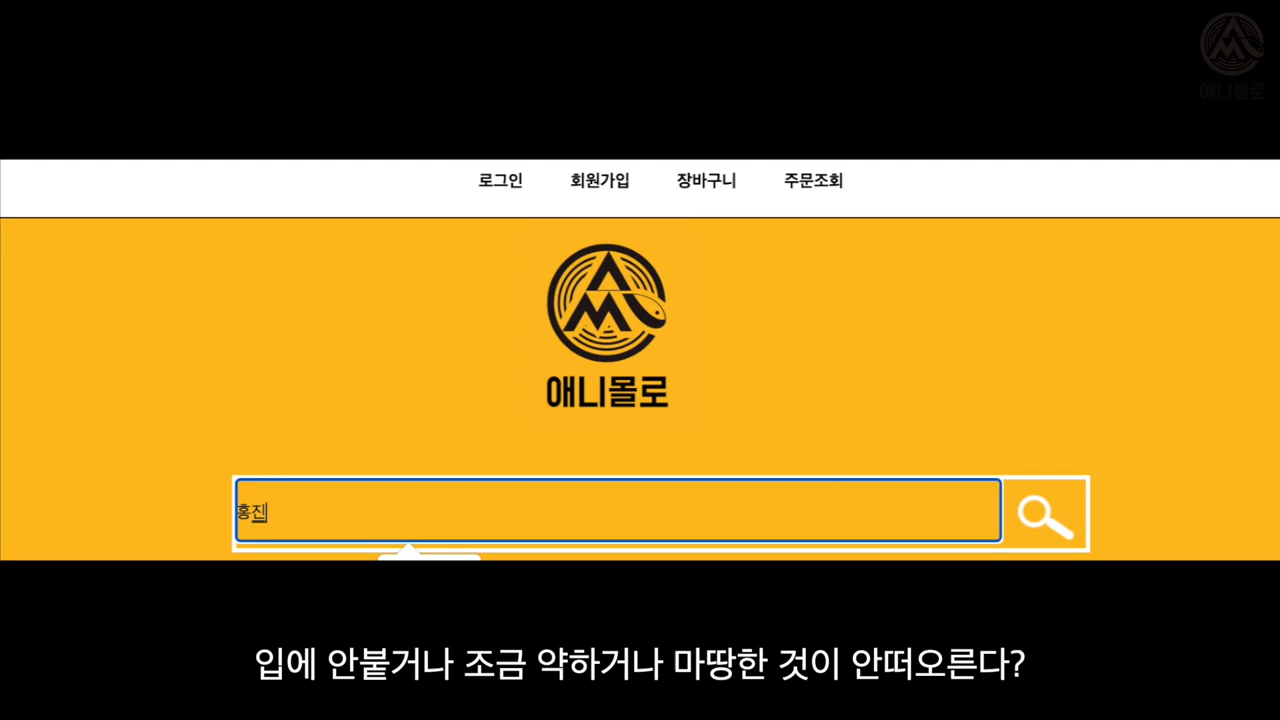 애니몰로
로그인 회원가입 장바구니 주문조회
애니몰로
홍진
입에 안붙거나 조금 약하거나 마땅한 것이 안떠오른다?